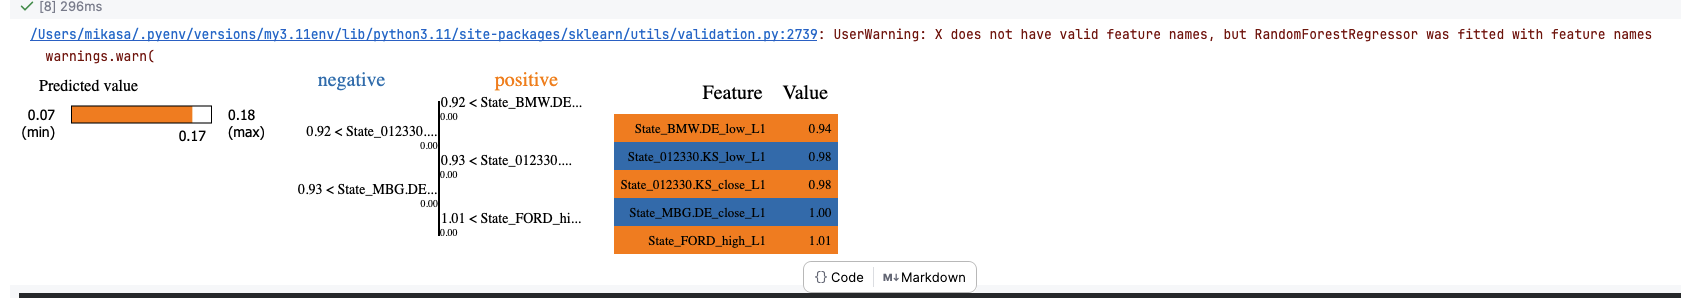 [8] 296ms
/Users/mikasa/.pyenv/versions/my3.11env/lib/python3.11/site-packages/sklearn/utils/validation.py:2739: UserWarning: X does not have valid feature names, but RandomForestRegressor was fitted with feature names
warnings.warn(
Predicted value
0.07
(min)
0.17
0.18
(max)
negative
positive
0.92 < State_BMW.DE...
0.00
0.92 < State_012330....
0.00
0.93 < State_012330....
0.00
0.93 < State_MBG.DE...
0.00
1.01 < State_FORD_hi...
0.00
Feature Value
State_BMW.DE_low_L1 0.94
State_012330.KS_low_L1 0.98
State_012330.KS_close_L1 0.98
State_MBG.DE_close_L1 1.00
State_FORD_high_L1 1.01
{} Code M↓ Markdown